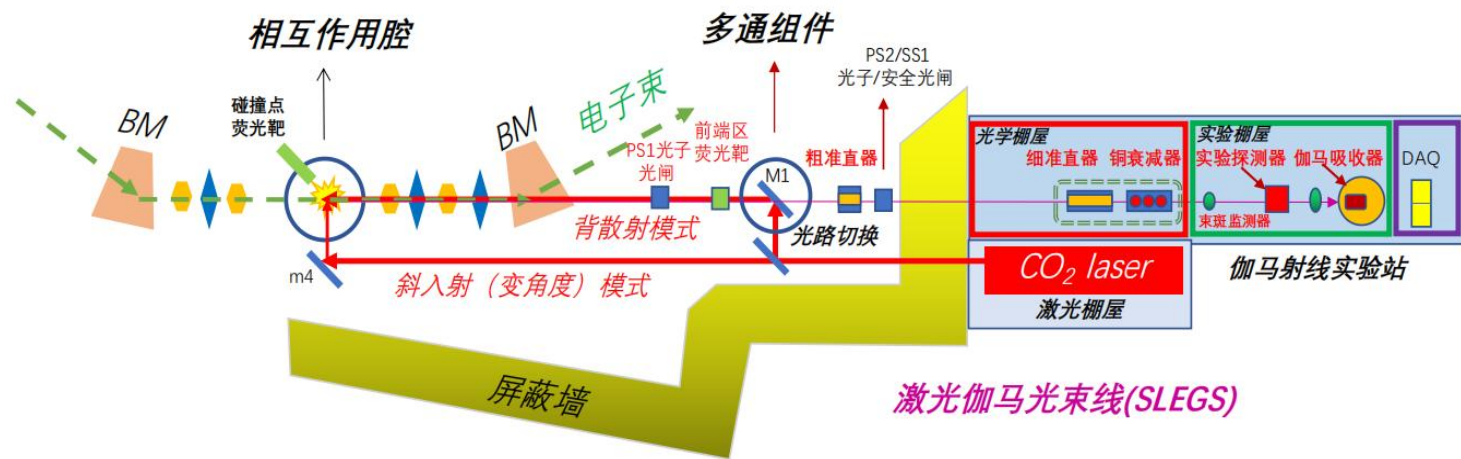 相互作用腔
多通组件
PS2/SS1
光子/安全光闸
碰撞点
荧光靶
BM
BM
电子束
PS1光子
光闸
前端区
荧光靶
M1
粗准直器
光学棚屋
细准直器 铜衰减器
实验棚屋
实验探测器 伽马吸收器
DAQ
束斑监测器
背散射模式
光路切换
m4
斜入射（变角度）模式
CO2 laser
激光棚屋
伽马射线实验站
屏蔽墙
激光伽马光束线(SLEGS)